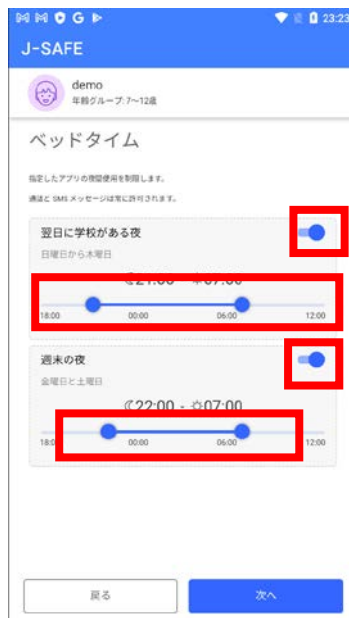 23:23
J-SAFE
demo
年齢グループ: 7～12歳
ベッドタイム
指定したアプリの夜間使用を制限します。
通話と SMS メッセージは常に許可されます。
翌日に学校がある夜
日曜日から木曜日
21:00 - 07:00
18:00 00:00 06:00 12:00
週末の夜
金曜日と土曜日
22:00 - 07:00
18:00 00:00 06:00 12:00
戻る 次へ